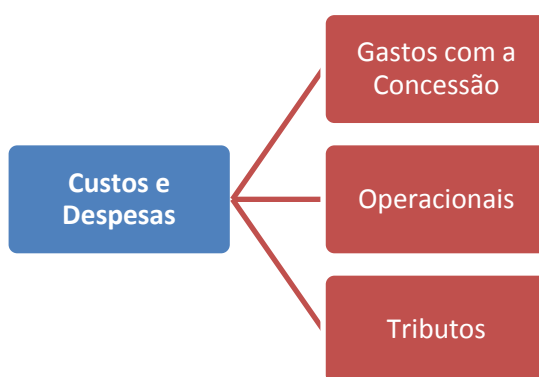 Gastos com a
Concessão
Custos e
Despesas
Operacionais
Tributos